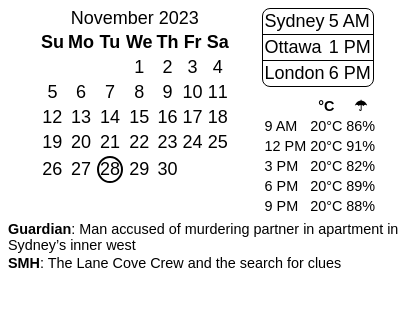 November 2023
Su Mo Tu We Th Fr Sa
1 2 3 4
5 6 7 8 9 10 11
12 13 14 15 16 17 18
19 20 21 22 23 24 25
26 27 28 29 30
Sydney 5 AM
Ottawa 1 PM
London 6 PM
°C ☂
9 AM 20°C 86%
12 PM 20°C 91%
3 PM 20°C 82%
6 PM 20°C 89%
9 PM 20°C 88%
Guardian: Man accused of murdering partner in apartment in
Sydney’s inner west
SMH: The Lane Cove Crew and the search for clues